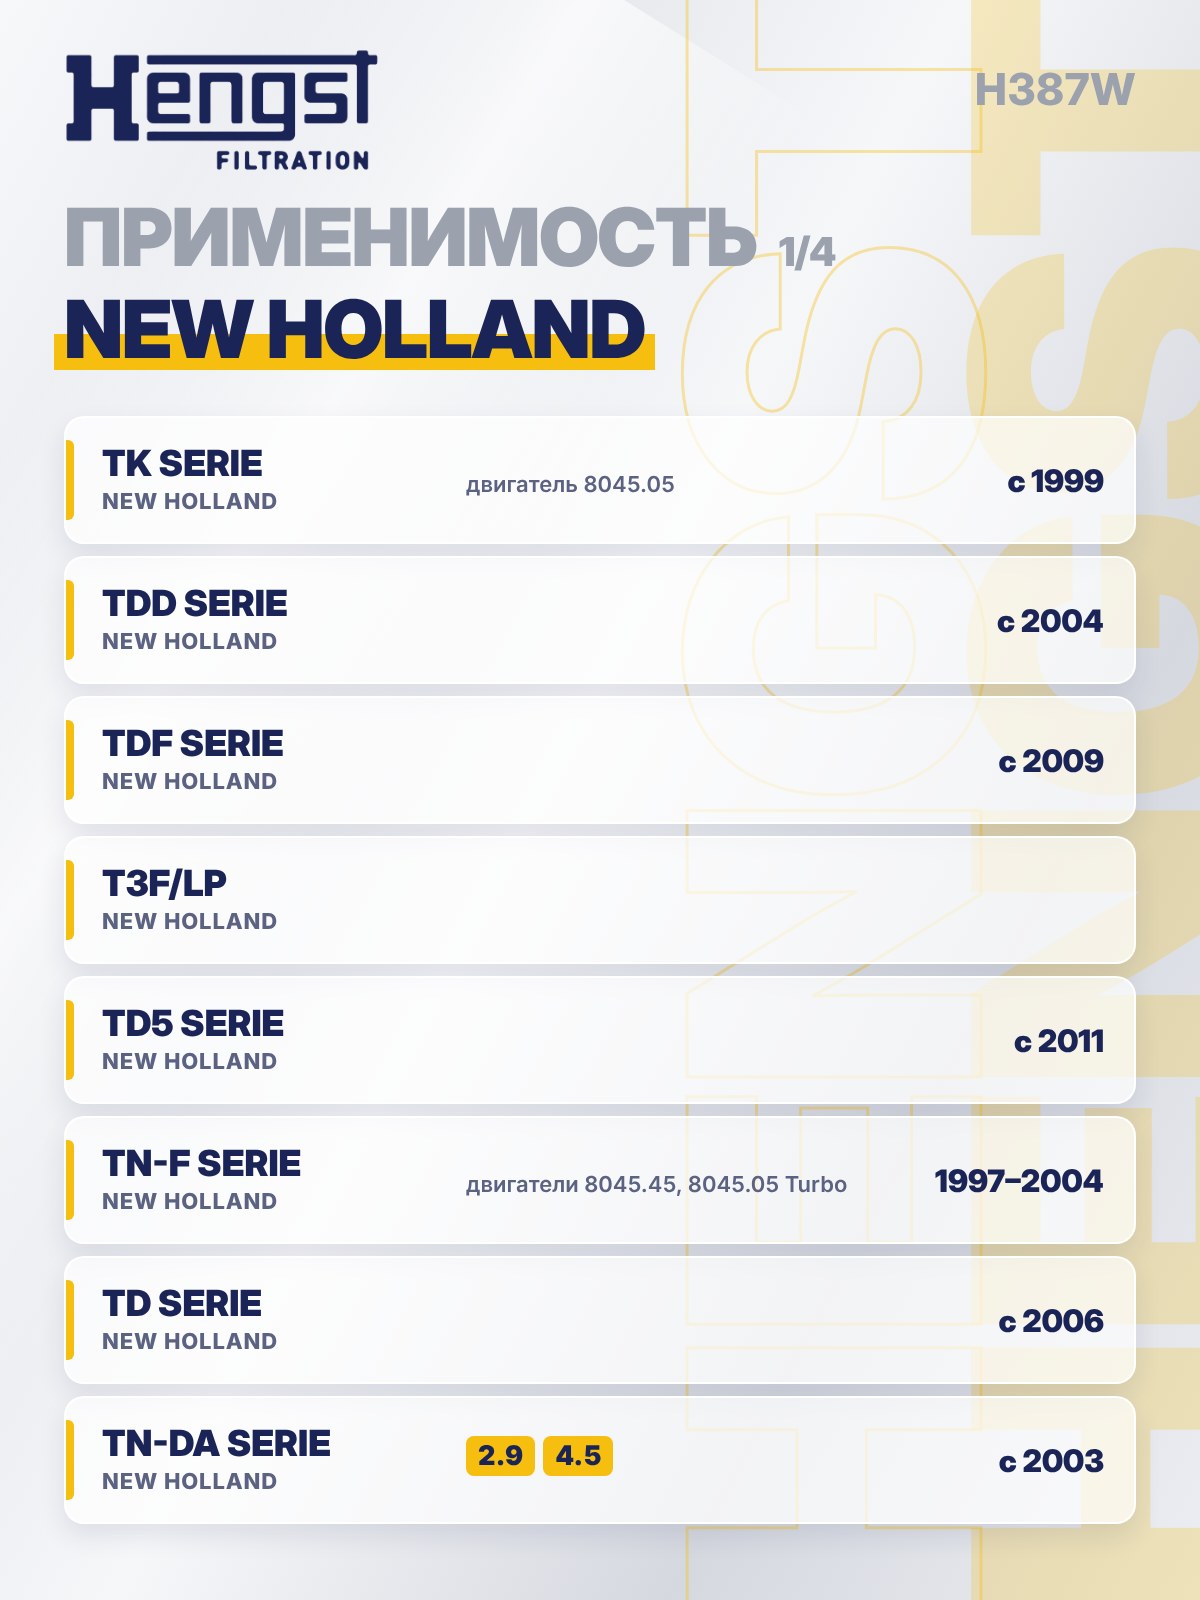 Hengst
FILTRATION
H387W
ПРИМЕНИМОСТЬ 1/4
NEW HOLLAND
TK SERIE
NEW HOLLAND
двигатель 8045.05
с 1999
TDD SERIE
NEW HOLLAND
с 2004
TDF SERIE
NEW HOLLAND
с 2009
T3F/LP
NEW HOLLAND
TD5 SERIE
NEW HOLLAND
с 2011
TN-F SERIE
NEW HOLLAND
двигатели 8045.45, 8045.05 Turbo
1997–2004
TD SERIE
NEW HOLLAND
с 2006
TN-DA SERIE
NEW HOLLAND
2.9 4.5
с 2003
HENGST
HENGST